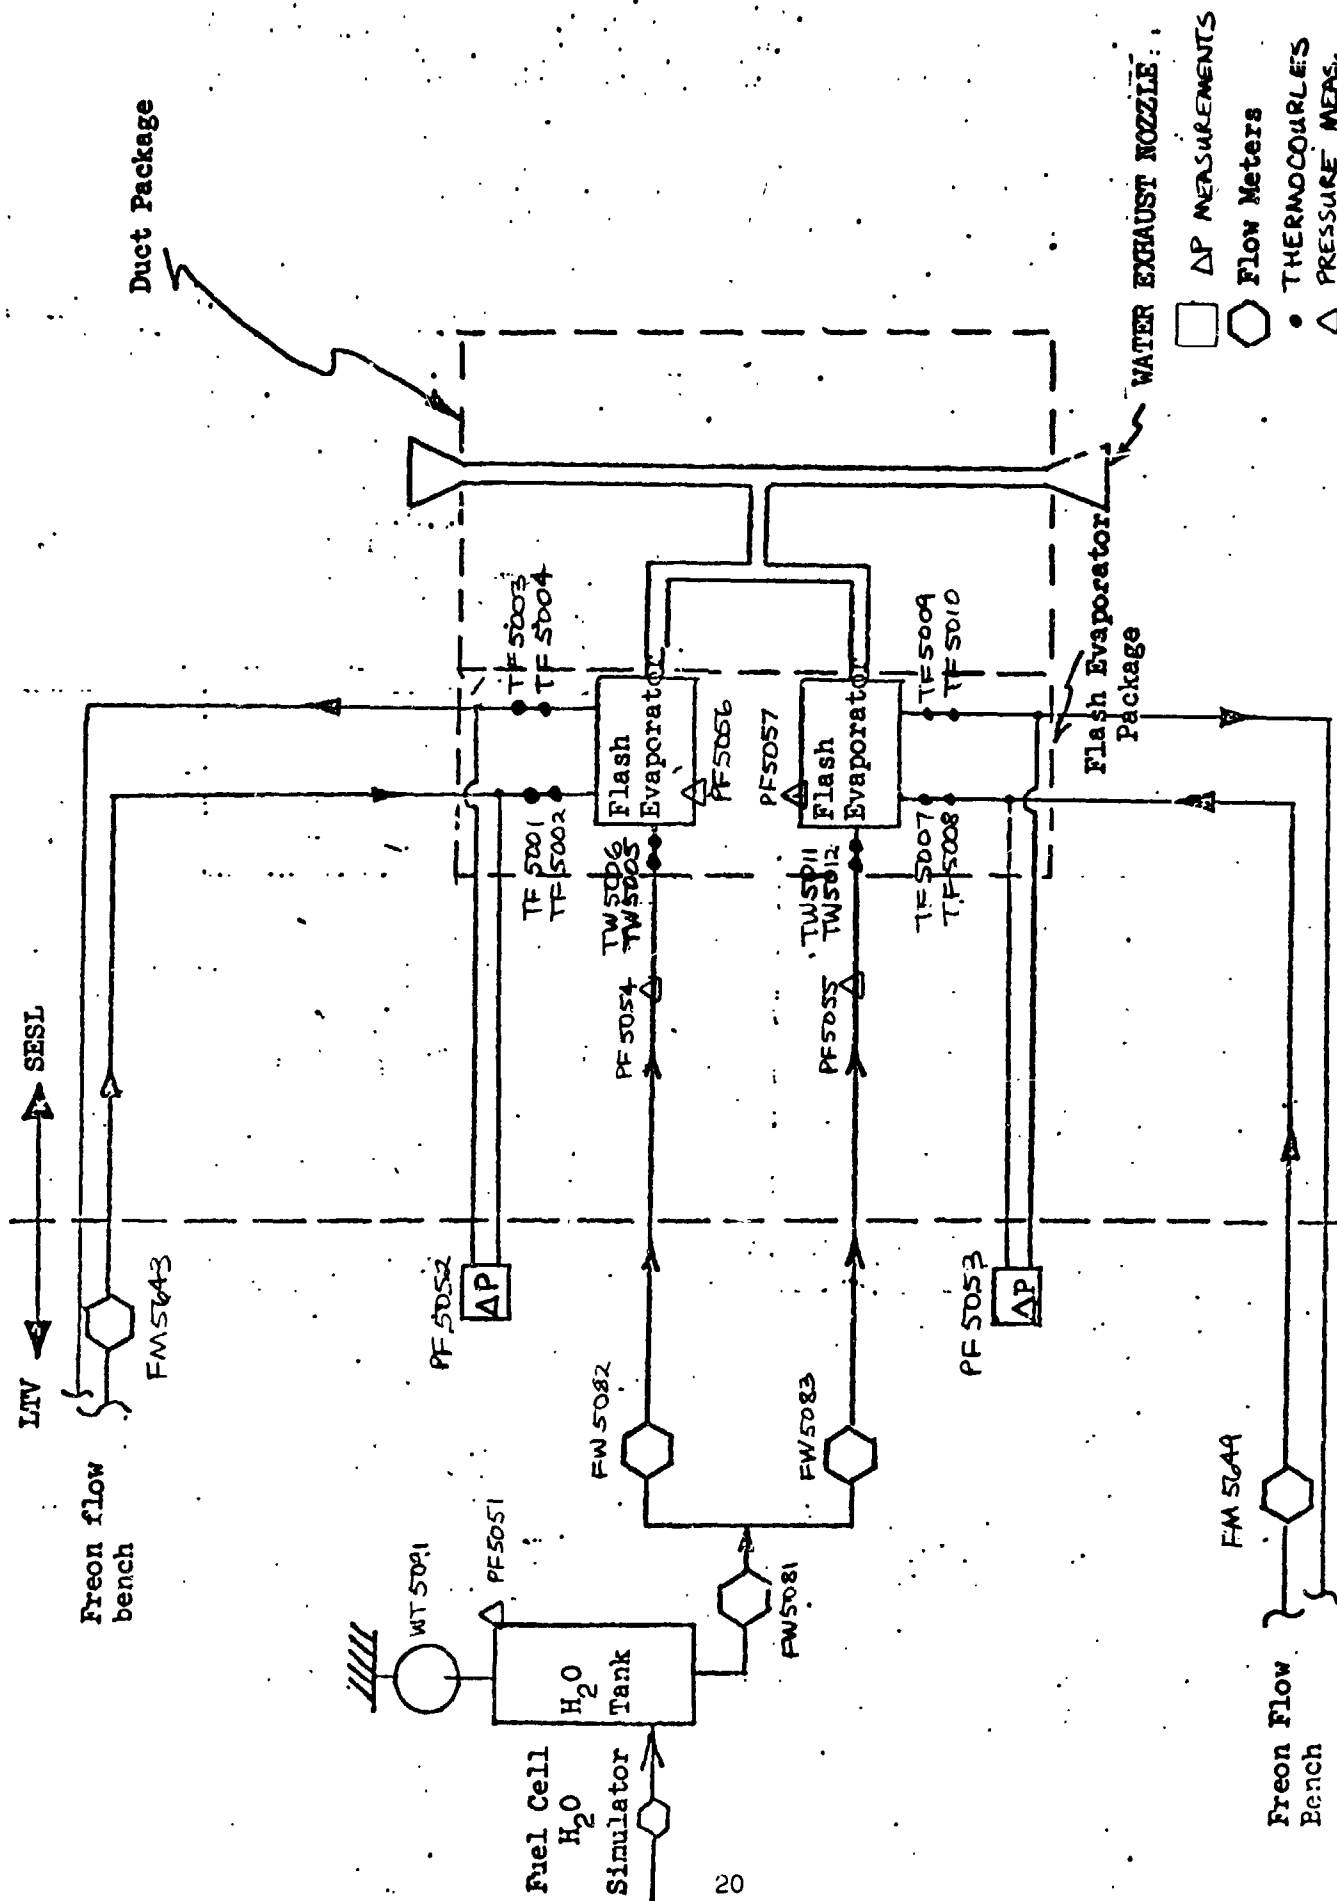 LTV
SESL
Freon flow
bench
FM5643
Duct Package
PF5052
ΔP
TF5001
TF5002
TF5003
TF5004
WT5091
PF5051
H2O
Tank
Fuel Cell
H2O
Simulator
FW5081
FW5082
FW5083
PF5054
PF5055
TW5006
TW5005
TW5011
TW5012
Flash
Evaporator
PF5056
PF5057
Flash
Evaporator
TF5007
TF5008
TF5009
TF5010
PF5053
ΔP
Flash Evaporator
Package
WATER EXHAUST NOZZLE
ΔP MEASUREMENTS
Flow Meters
THERMOCOURLES
PRESSURE MEAS.
FM5649
Freon Flow
Bench
20